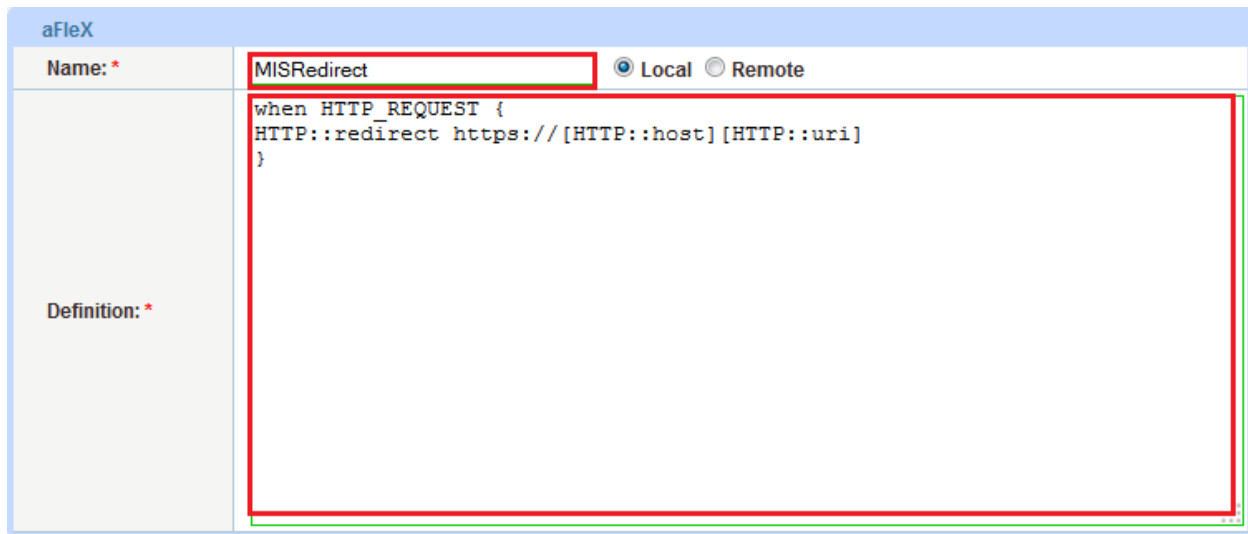 aFleX
Name: * MISRedirect Local Remote
when HTTP_REQUEST {
HTTP::redirect https://[HTTP::host][HTTP::uri]
}
Definition: *